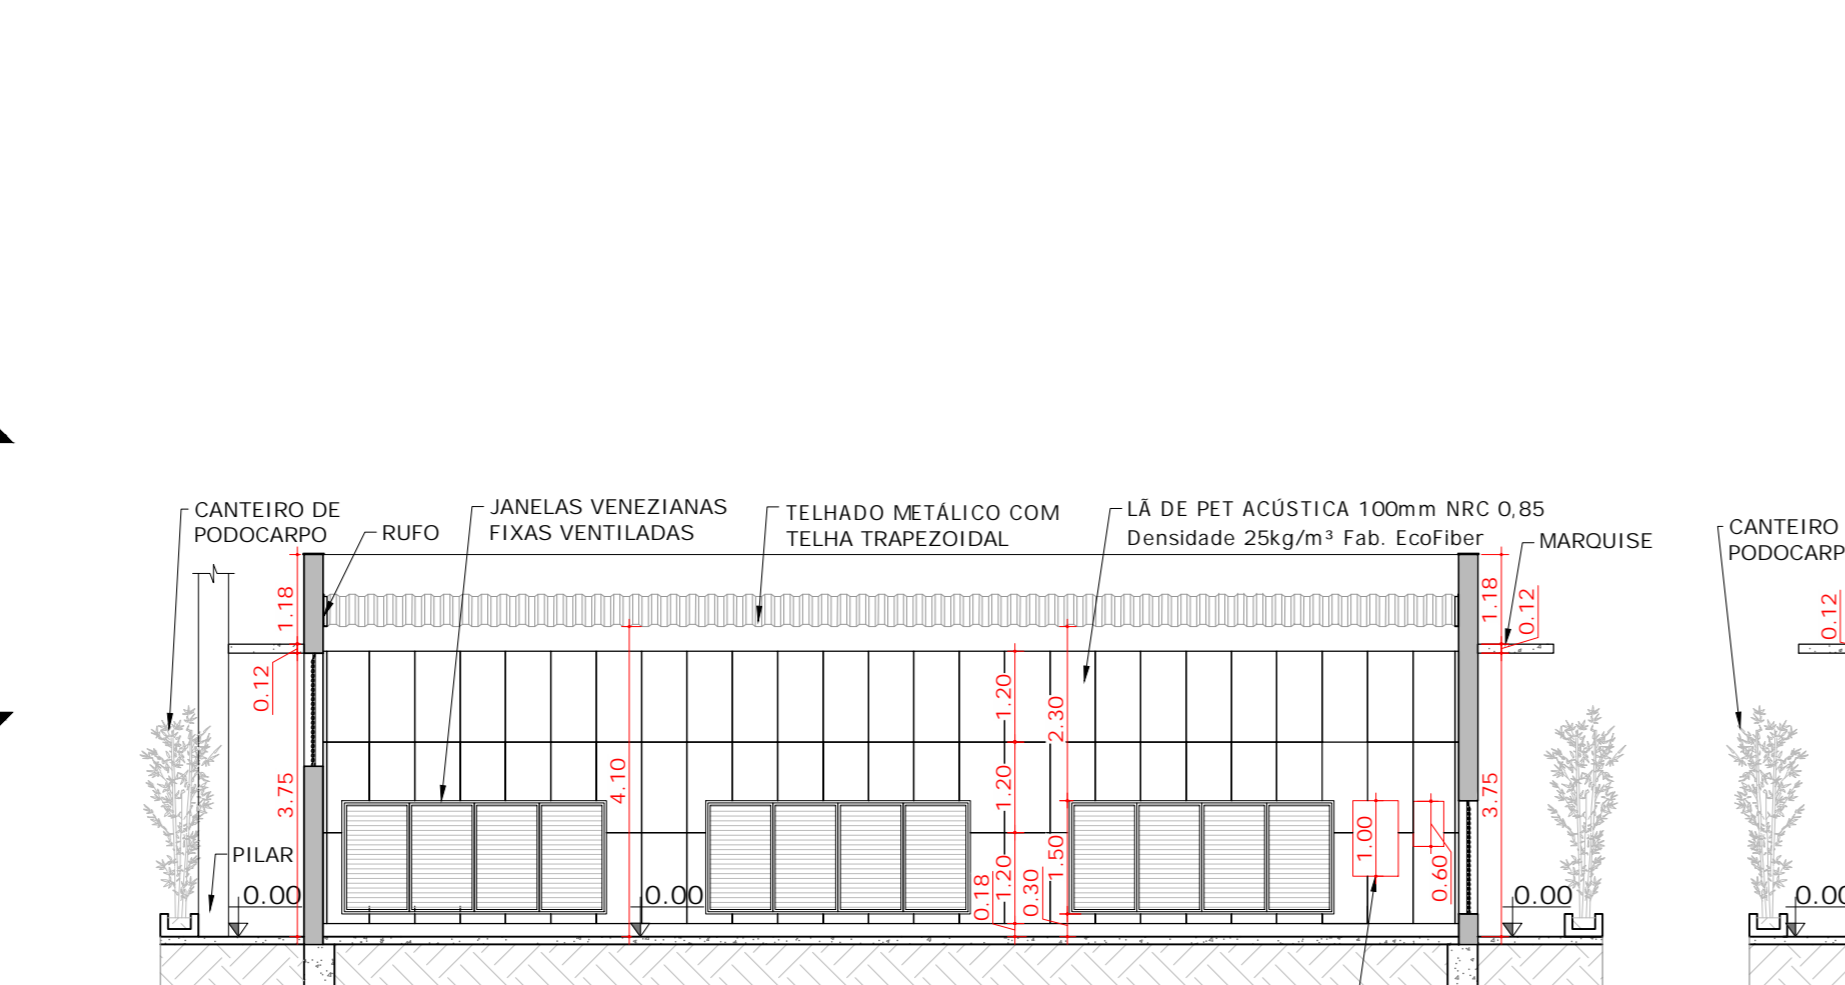 CANTEIRO DE
PODOCARPO
RUFO
JANELAS VENEZIANAS
FIXAS VENTILADAS
TELHADO METÁLICO COM
TELHA TRAPEZOIDAL
LÃ DE PET ACÚSTICA 100mm NRC 0,85
Densidade 25kg/m³ Fab. EcoFiber
MARQUISE
CANTEIRO
PODOCARP
1.18
0.12
3.75
4.10
1.20
1.20
1.20
0.18
2.30
1.50
0.30
1.00
0.60
1.18
0.12
3.75
0.12
PILAR
0.00
0.00
0.00
0.00